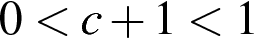 0 < c + 1 < 1